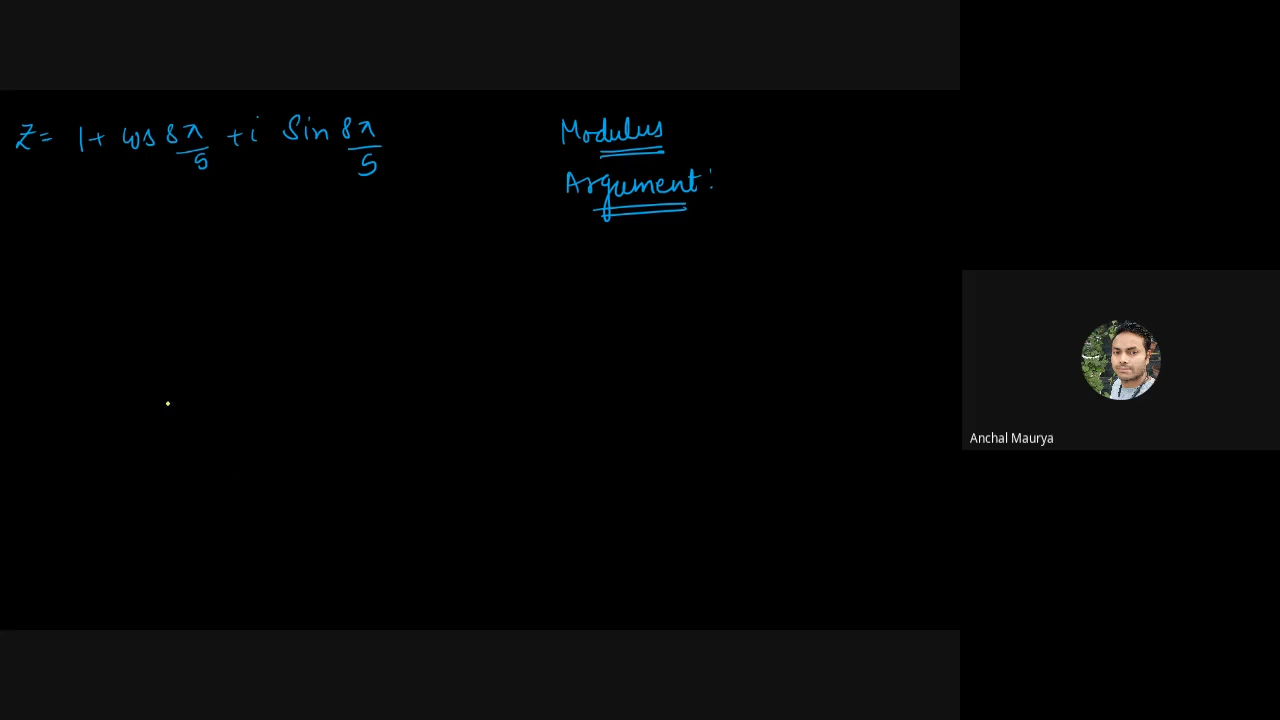 Z = 1 + cos 8π/5 + i Sin 8π/5
Modulus
Argument:
Anchal Maurya